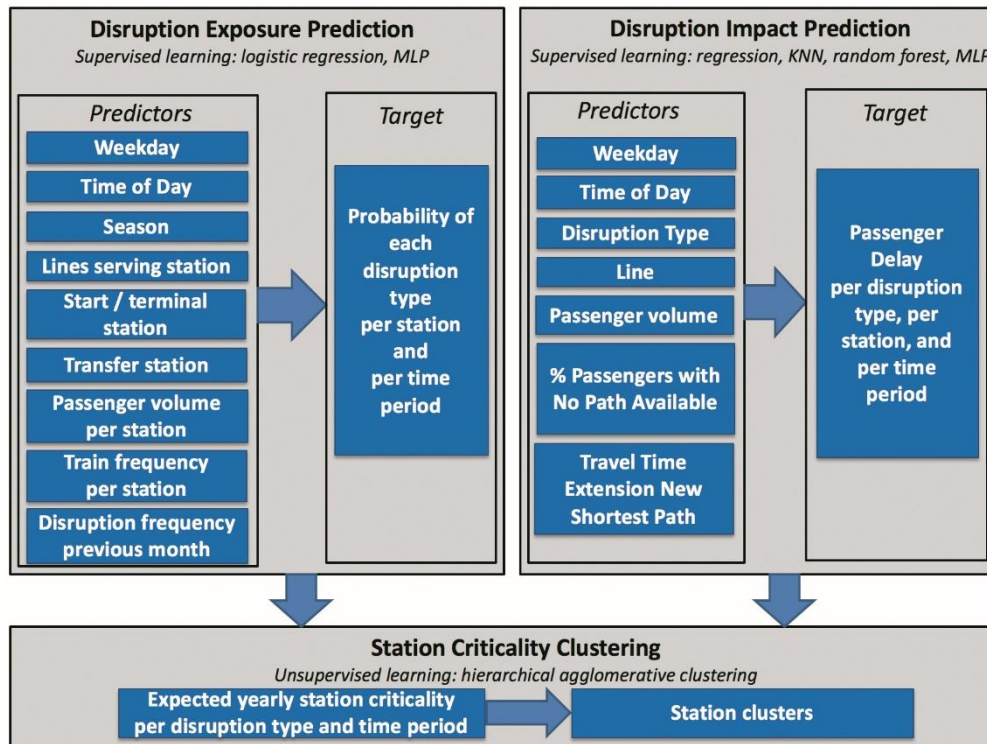 Disruption Exposure Prediction
Supervised learning: logistic regression, MLP
Predictors
Weekday
Time of Day
Season
Lines serving station
Start / terminal
station
Transfer station
Passenger volume
per station
Train frequency
per station
Disruption frequency
previous month
Target
Probability of
each
disruption
type
per station
and
per time
period
Disruption Impact Prediction
Supervised learning: regression, KNN, random forest, MLP
Predictors
Weekday
Time of Day
Disruption Type
Line
Passenger volume
% Passengers with
No Path Available
Travel Time
Extension New
Shortest Path
Target
Passenger
Delay
per disruption
type, per
station, and
per time
period
Station Criticality Clustering
Unsupervised learning: hierarchical agglomerative clustering
Expected yearly station criticality
per disruption type and time period
Station clusters